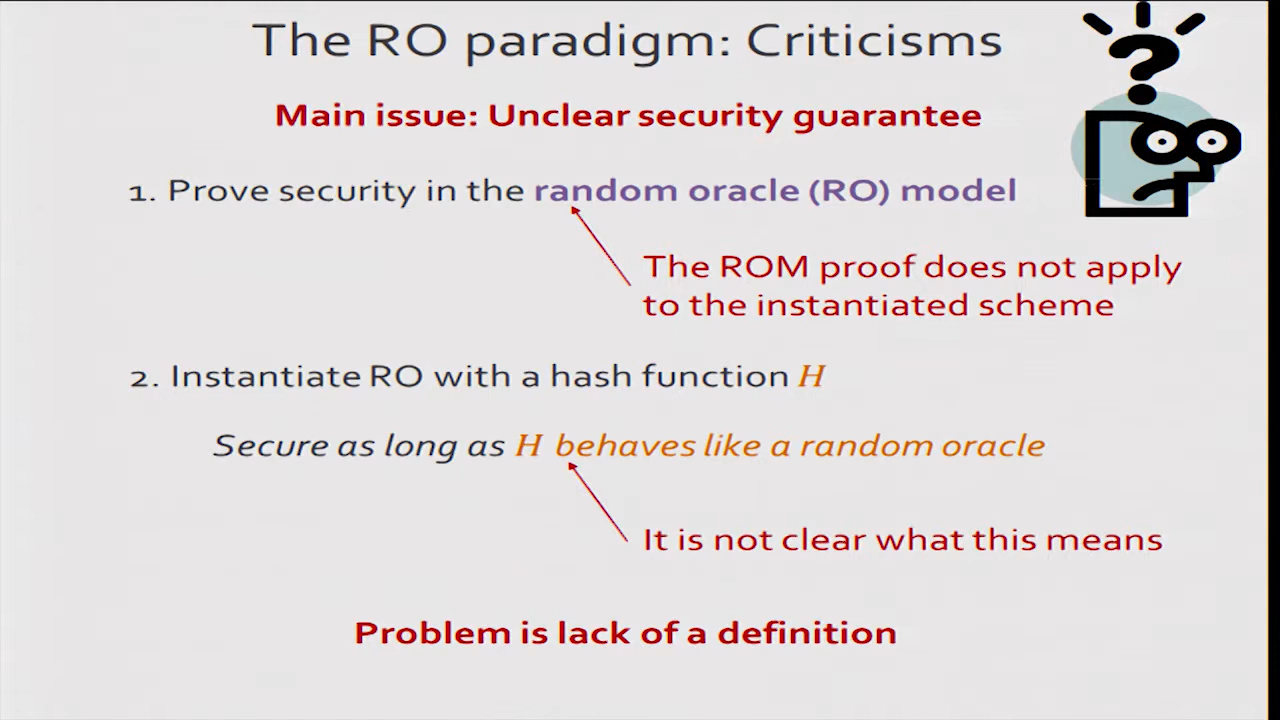 The RO paradigm: Criticisms
Main issue: Unclear security guarantee
1. Prove security in the random oracle (RO) model
The ROM proof does not apply
to the instantiated scheme
2. Instantiate RO with a hash function H
Secure as long as H behaves like a random oracle
It is not clear what this means
Problem is lack of a definition